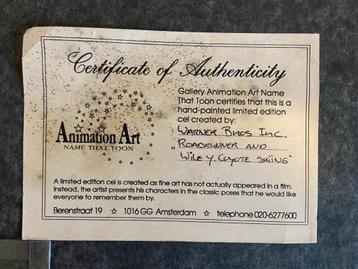 Certificate of Authenticity
Gallery Animation Art Name
That Toon certifies that this is a
hand-painted limited edition
cel created by:
WARNER BROS INC.
ROADRUNNER AND
WILE Y. COYOTE SKIING
Animation Art
NAME THAT TOON
A limited edition cel is created as fine art has not actually appeared in a film.
Instead, the artist presents his characters in the classic poses that we would like
everyone to remember them by.
Berenstraat 19 ☆ 1016 GG Amsterdam ☆ telephone 020-6277600